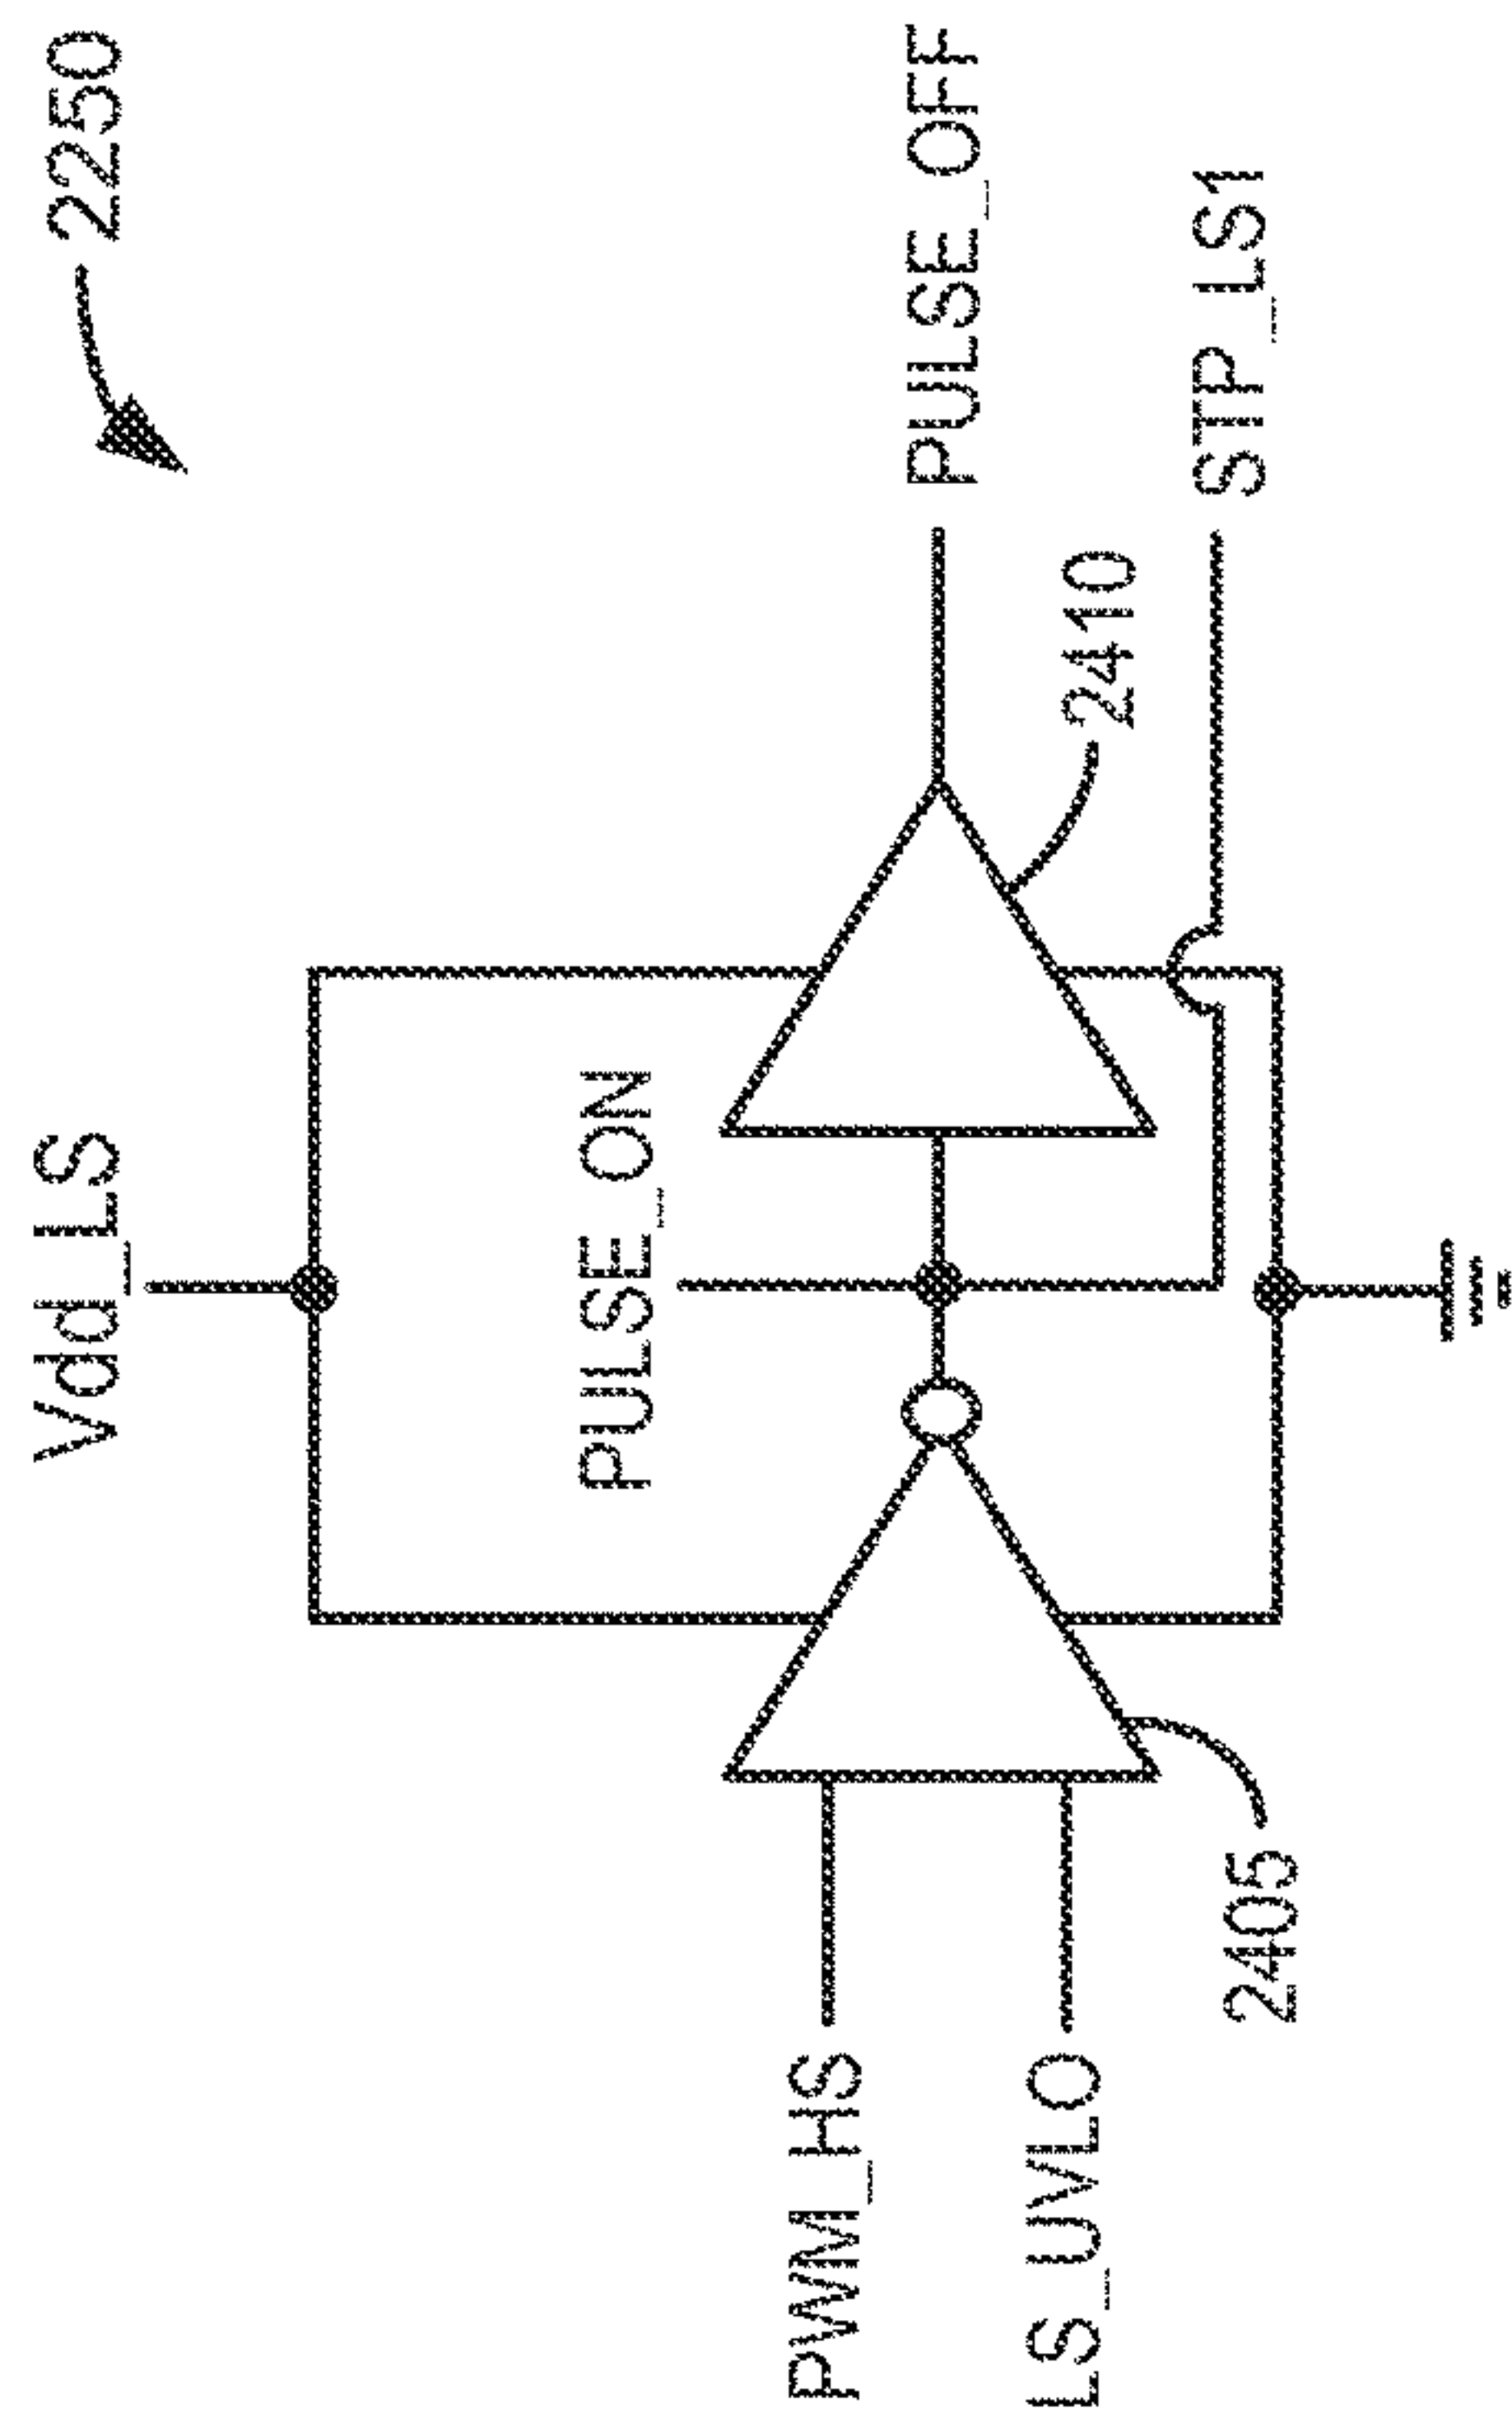 2250
Vdd_LS
PULSE_ON
PWM_HS
PULSE_OFF
LS_UVLO
2410
STP_LS1
2405